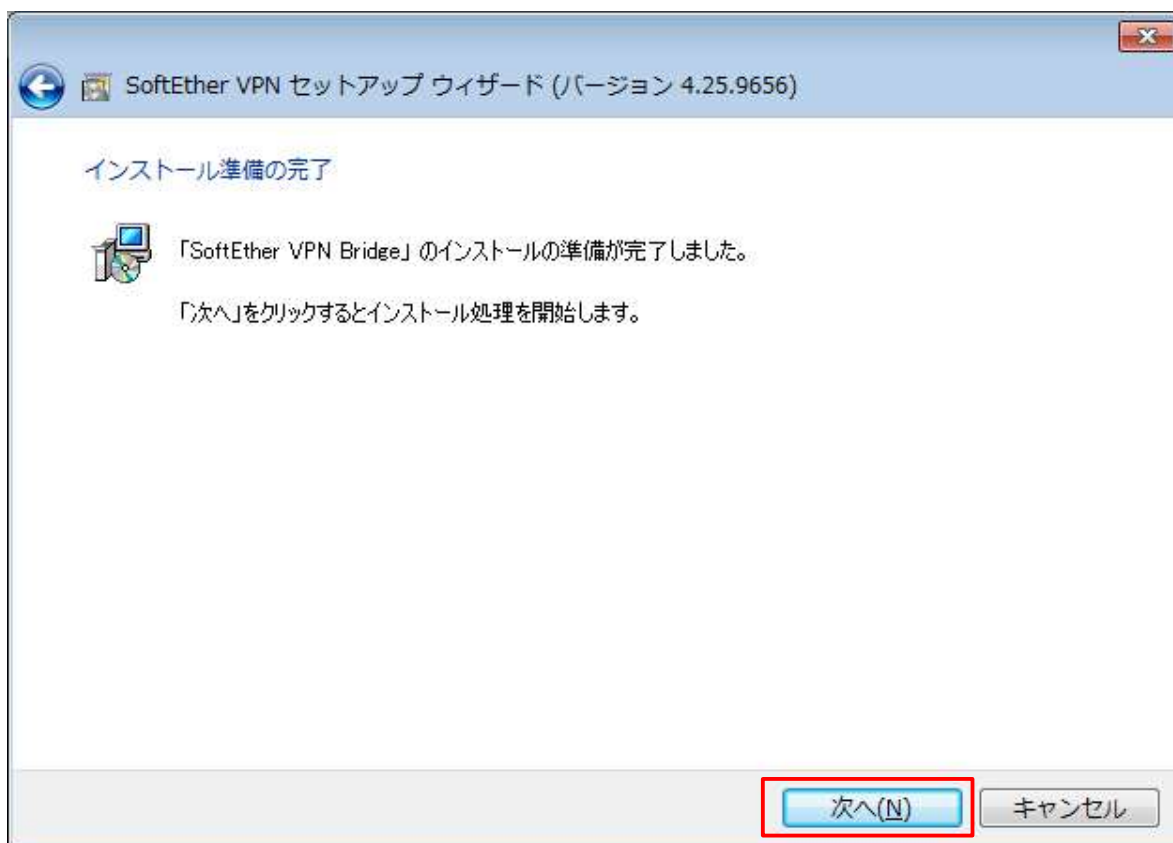 SoftEther VPN セットアップ ウィザード (バージョン 4.25.9656)
インストール準備の完了
「SoftEther VPN Bridge」のインストールの準備が完了しました。
「次へ」をクリックするとインストール処理を開始します。
次へ(N)
キャンセル